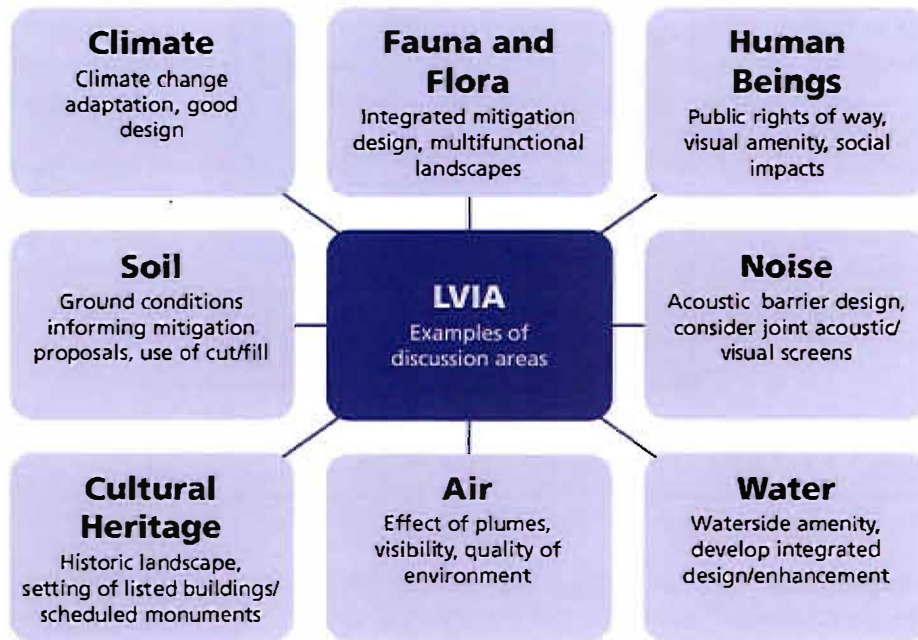 Climate
Climate change
adaptation, good
design
Fauna and
Flora
Integrated mitigation
design, multifunctional
landscapes
Human
Beings
Public rights of way,
visual amenity, social
impacts
Soil
Ground conditions
informing mitigation
proposals, use of cut/fill
LVIA
Examples of
discussion areas
Noise
Acoustic barrier design,
consider joint acoustic/
visual screens
Cultural
Heritage
Historic landscape,
setting of listed buildings/
scheduled monuments
Air
Effect of plumes,
visibility, quality of
environment
Water
Waterside amenity,
develop integrated
design/enhancement